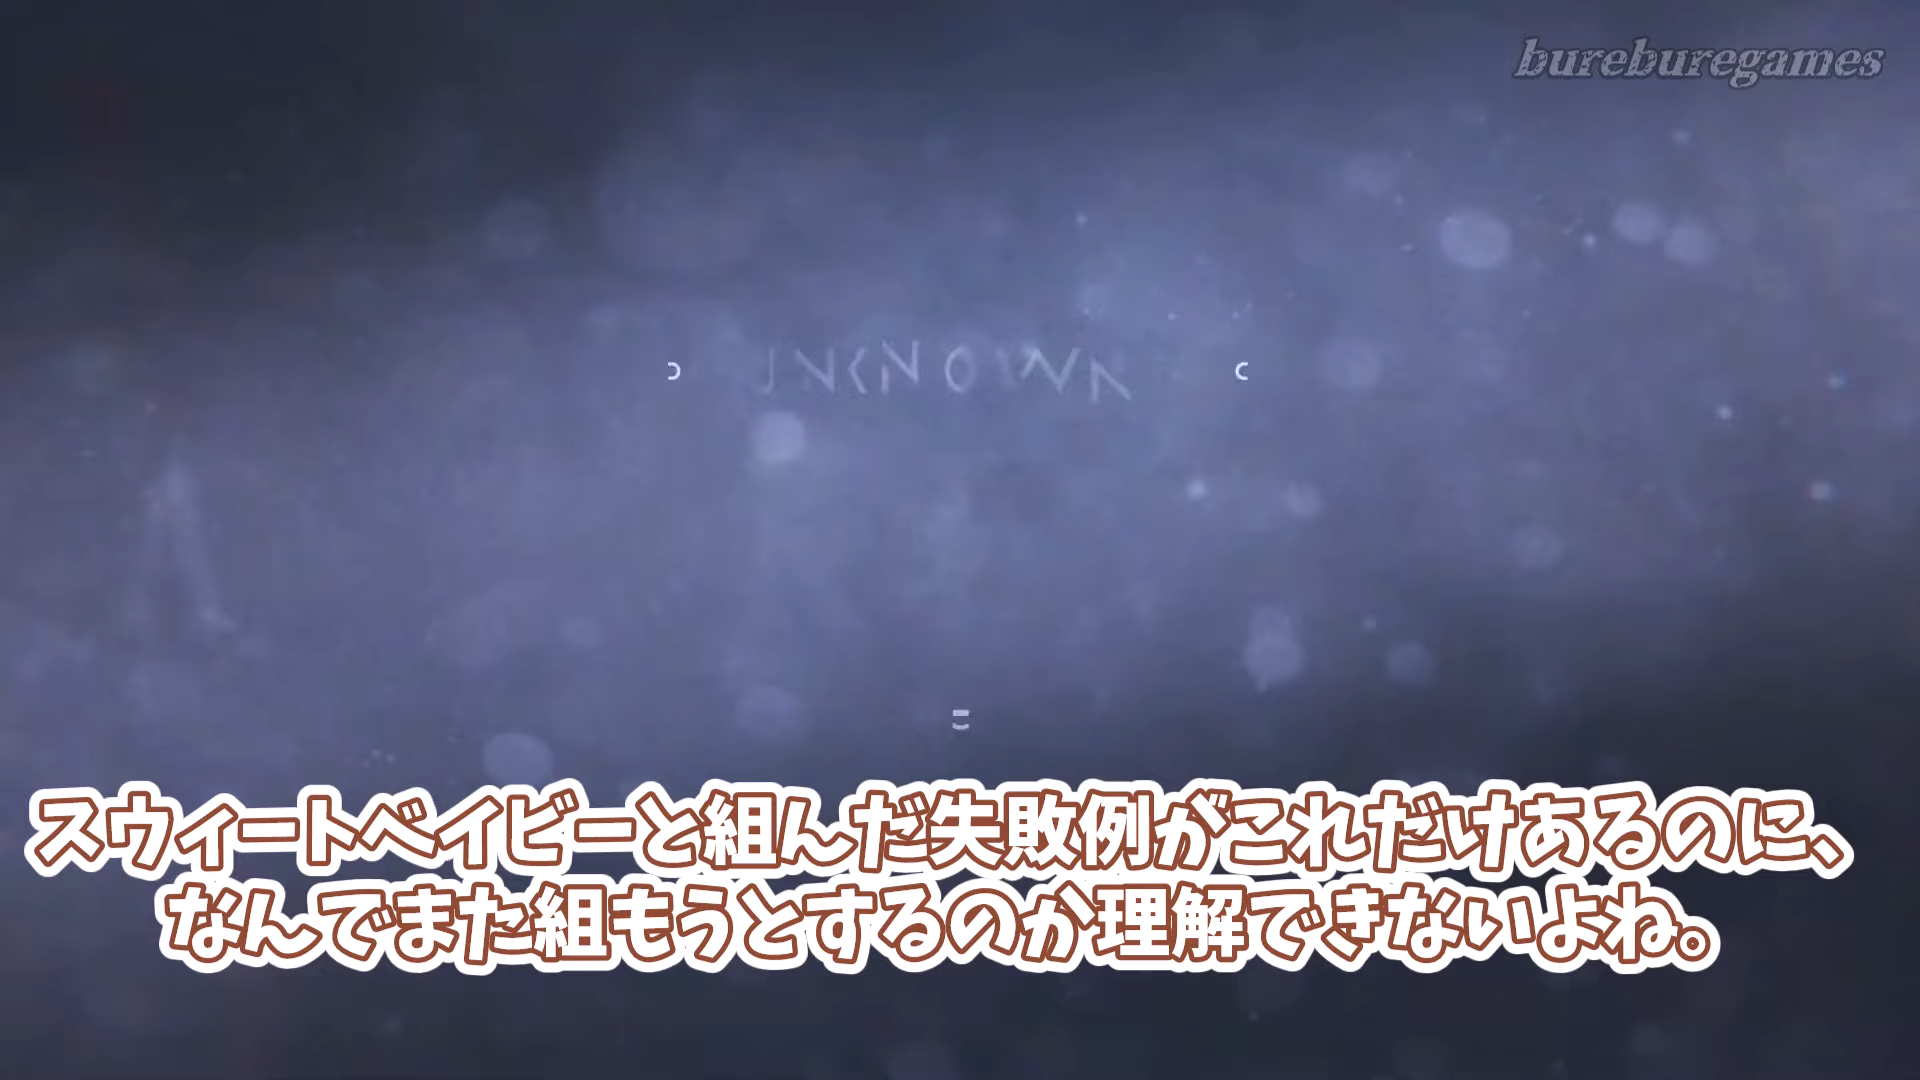 bureburegames
UNKNOWN
スウィートベイビーと組んだ失敗例がこれだけあるのに、
なんでまた組もうとするのか理解できないよね。